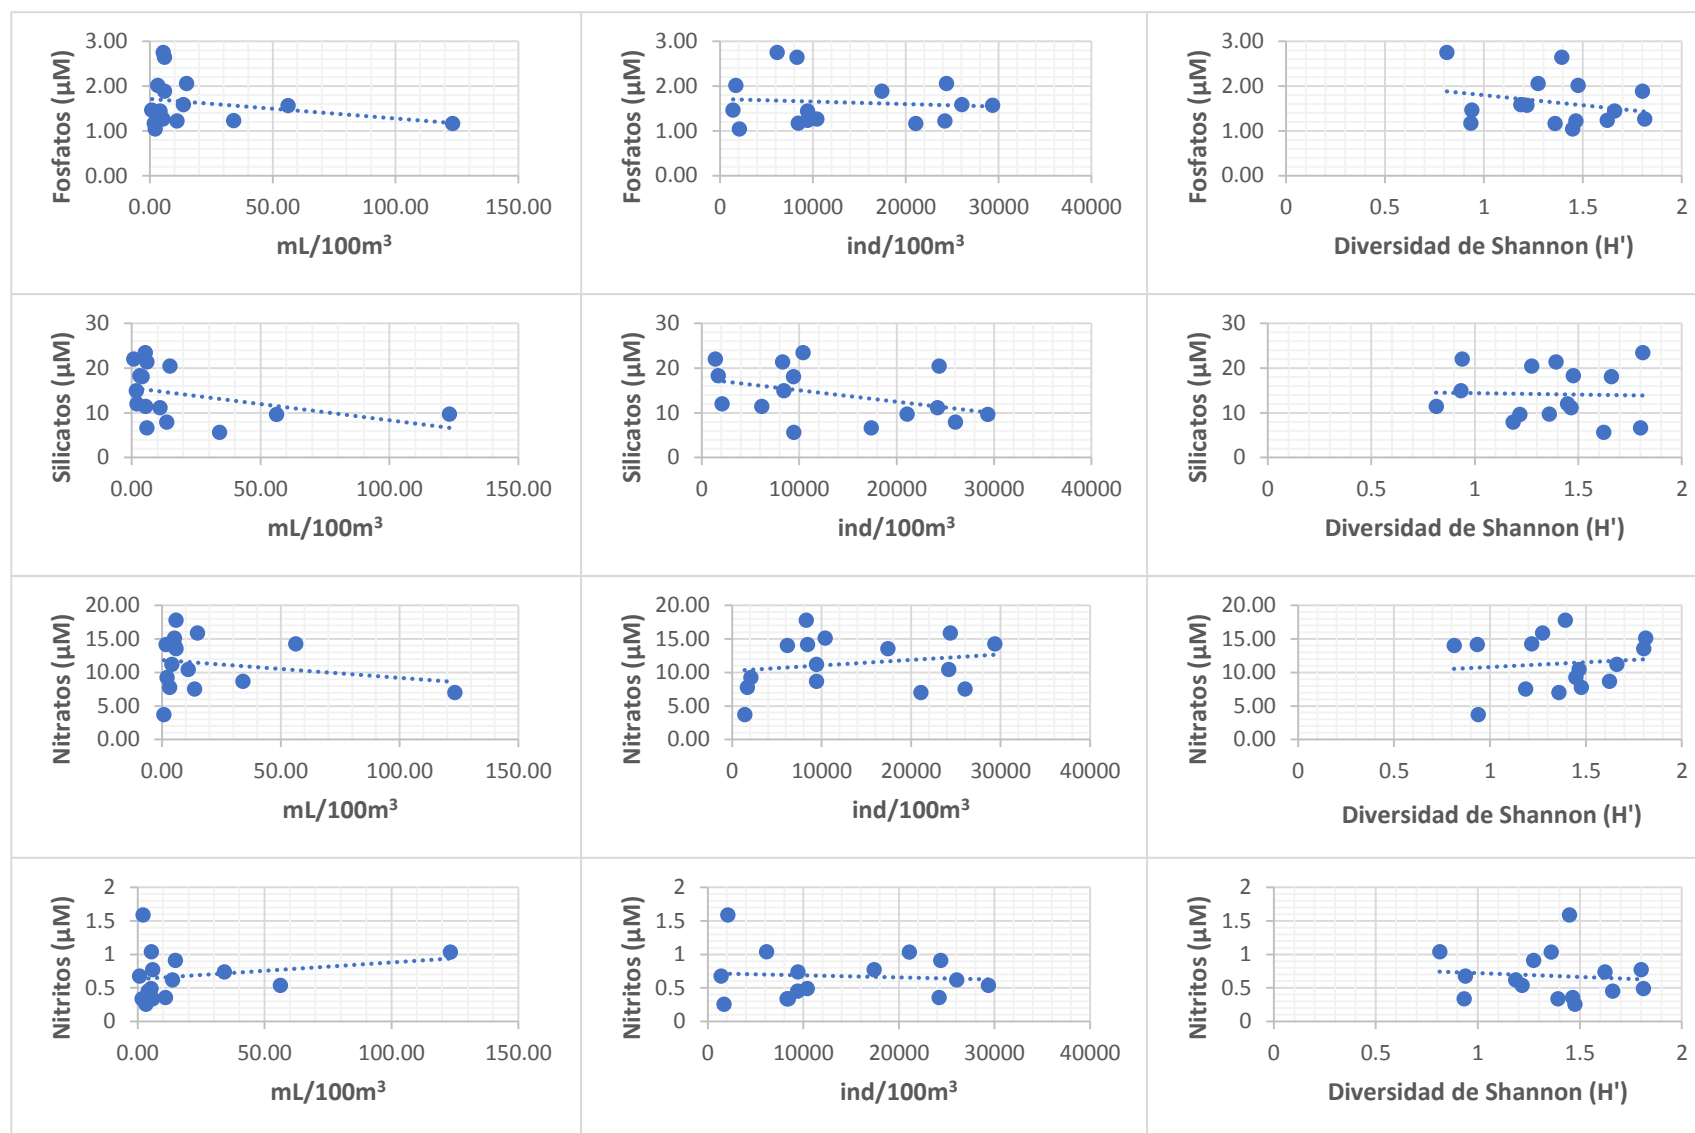 Fosfatos (µM)
3.00
2.00
1.00
0.00
0.00 50.00 100.00 150.00
mL/100m³
Fosfatos (µM)
3.00
2.00
1.00
0.00
0 10000 20000 30000 40000
ind/100m³
Fosfatos (µM)
3.00
2.00
1.00
0.00
0 0.5 1 1.5 2
Diversidad de Shannon (H')
Silicatos (µM)
30
20
10
0
0.00 50.00 100.00 150.00
mL/100m³
Silicatos (µM)
30
20
10
0
0 10000 20000 30000 40000
ind/100m³
Silicatos (µM)
30
20
10
0
0 0.5 1 1.5 2
Diversidad de Shannon (H')
Nitratos (µM)
20.00
15.00
10.00
5.00
0.00
0.00 50.00 100.00 150.00
mL/100m³
Nitratos (µM)
20.00
15.00
10.00
5.00
0.00
0 10000 20000 30000 40000
ind/100m³
Nitratos (µM)
20.00
15.00
10.00
5.00
0.00
0 0.5 1 1.5 2
Diversidad de Shannon (H')
Nitritos (µM)
2
1.5
1
0.5
0
0.00 50.00 100.00 150.00
mL/100m³
Nitritos (µM)
2
1.5
1
0.5
0
0 10000 20000 30000 40000
ind/100m³
Nitritos (µM)
2
1.5
1
0.5
0
0 0.5 1 1.5 2
Diversidad de Shannon (H')